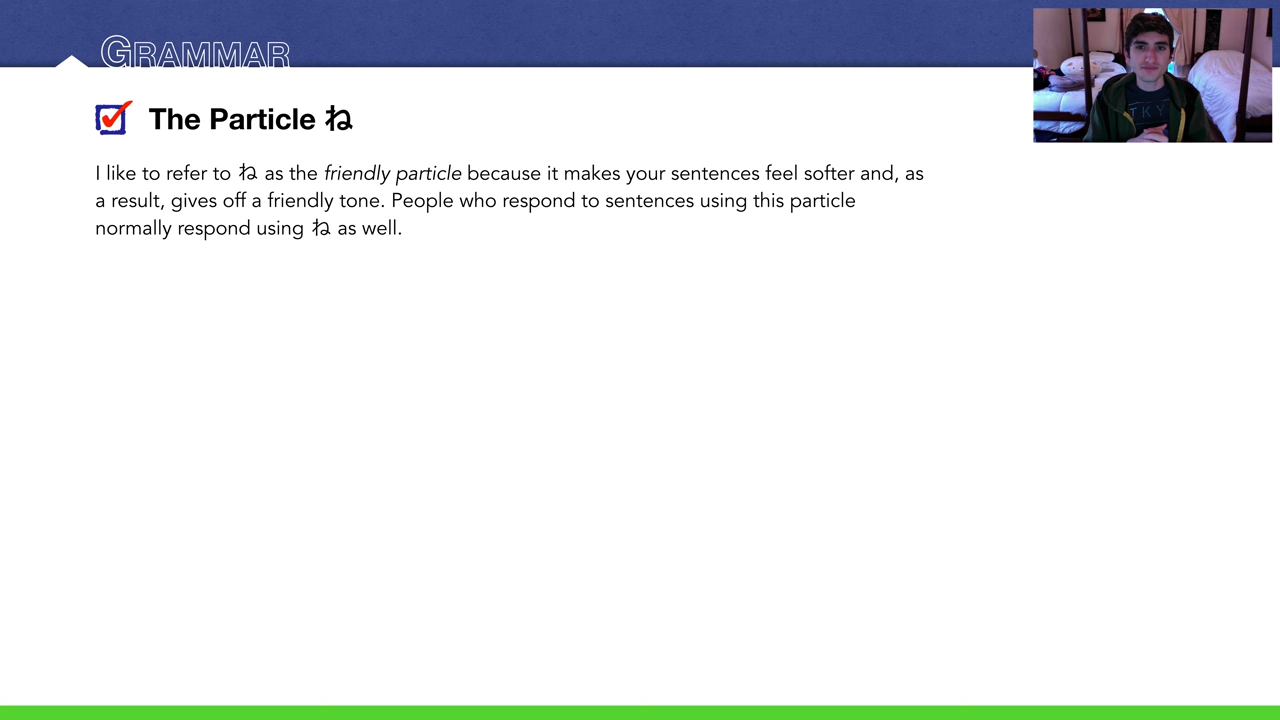 GRAMMAR
The Particle ね
I like to refer to ね as the friendly particle because it makes your sentences feel softer and, as
a result, gives off a friendly tone. People who respond to sentences using this particle
normally respond using ね as well.
TKY